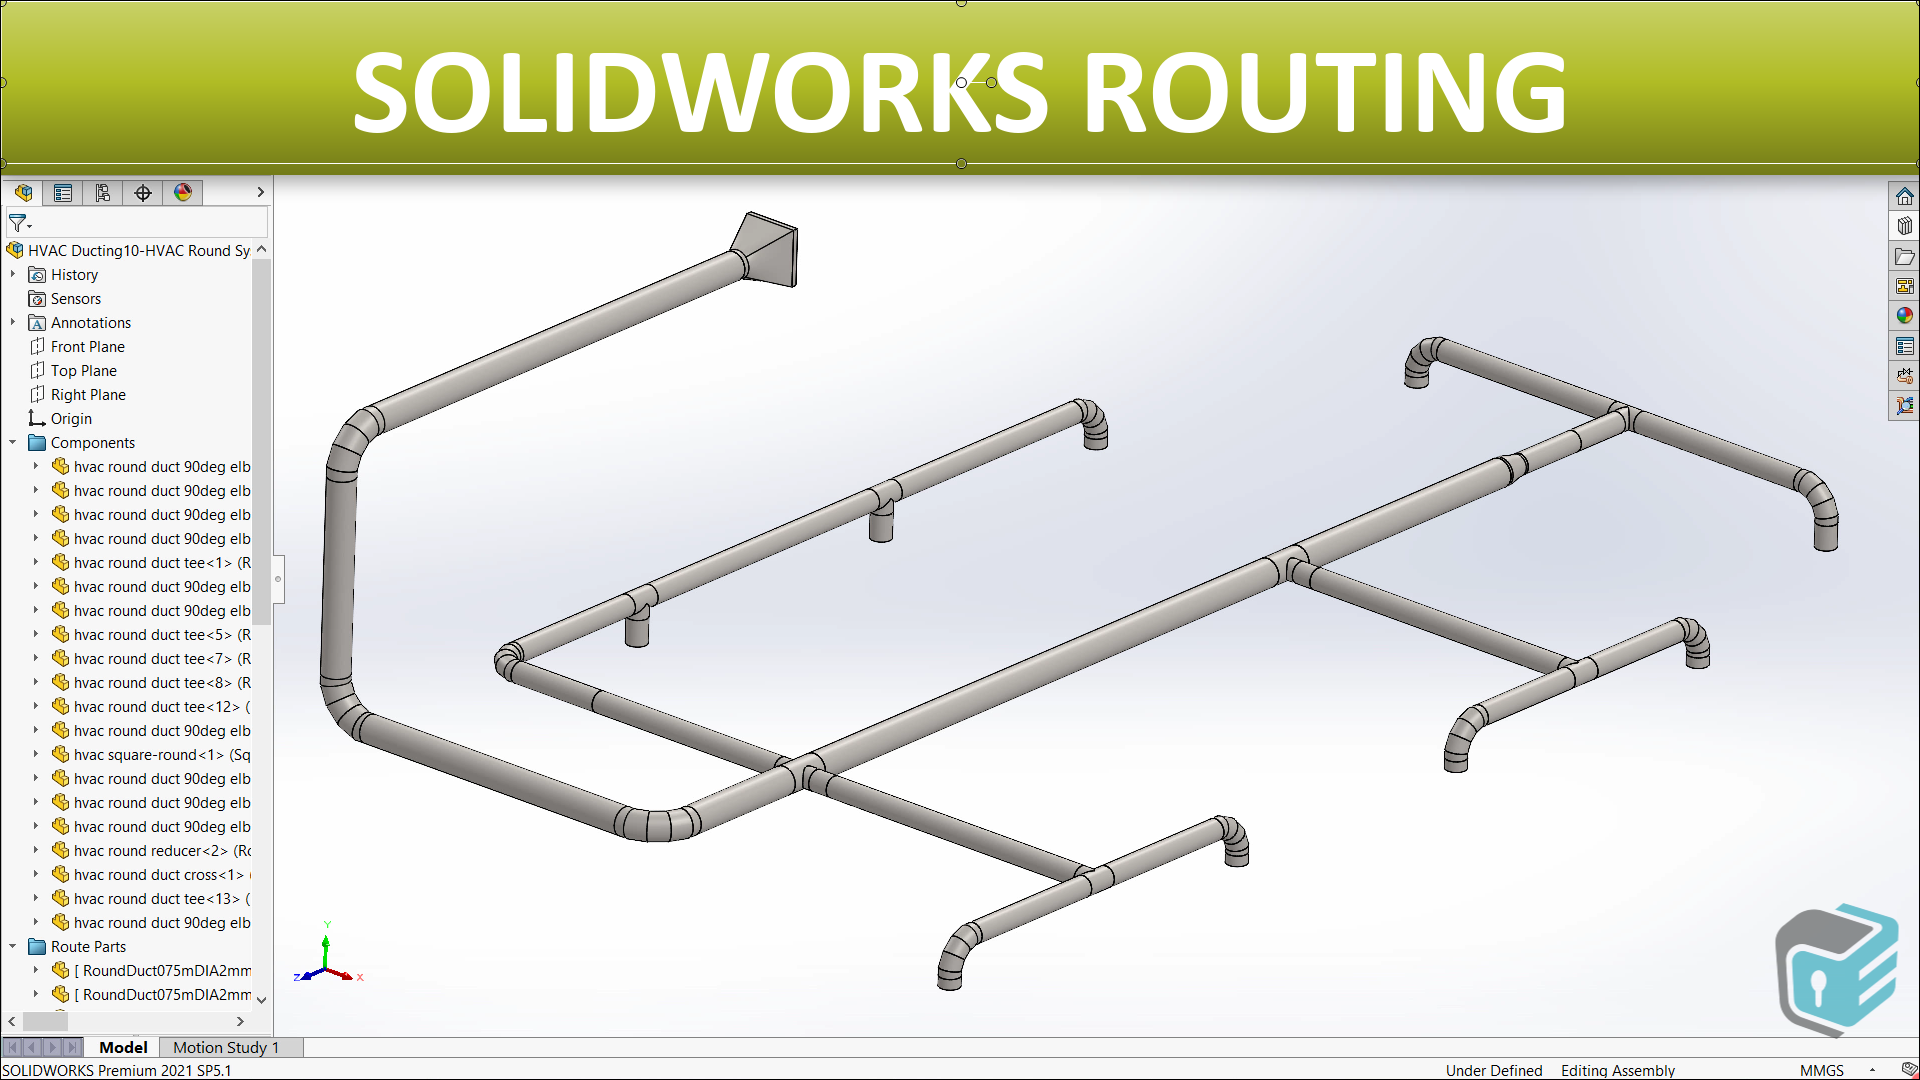 SOLIDWORKS ROUTING
HVAC Ducting10-HVAC Round Sy
History
Sensors
Annotations
Front Plane
Top Plane
Right Plane
Origin
Components
hvac round duct 90deg elb
hvac round duct 90deg elb
hvac round duct 90deg elb
hvac round duct 90deg elb
hvac round duct tee<1> (R
hvac round duct 90deg elb
hvac round duct 90deg elb
hvac round duct tee<5> (R
hvac round duct tee<7> (R
hvac round duct tee<8> (R
hvac round duct tee<12> (
hvac round duct 90deg elb
hvac square-round<1> (Sq
hvac round duct 90deg elb
hvac round duct 90deg elb
hvac round duct 90deg elb
hvac round reducer<2> (Ro
hvac round duct cross<1> (
hvac round duct tee<13> (
hvac round duct 90deg elb
Route Parts
[ RoundDuct075mDIA2mm
[ RoundDuct075mDIA2mm
Y
Z
X
Model
Motion Study 1
SOLIDWORKS Premium 2021 SP5.1
Under Defined
Editing Assembly
MMGS